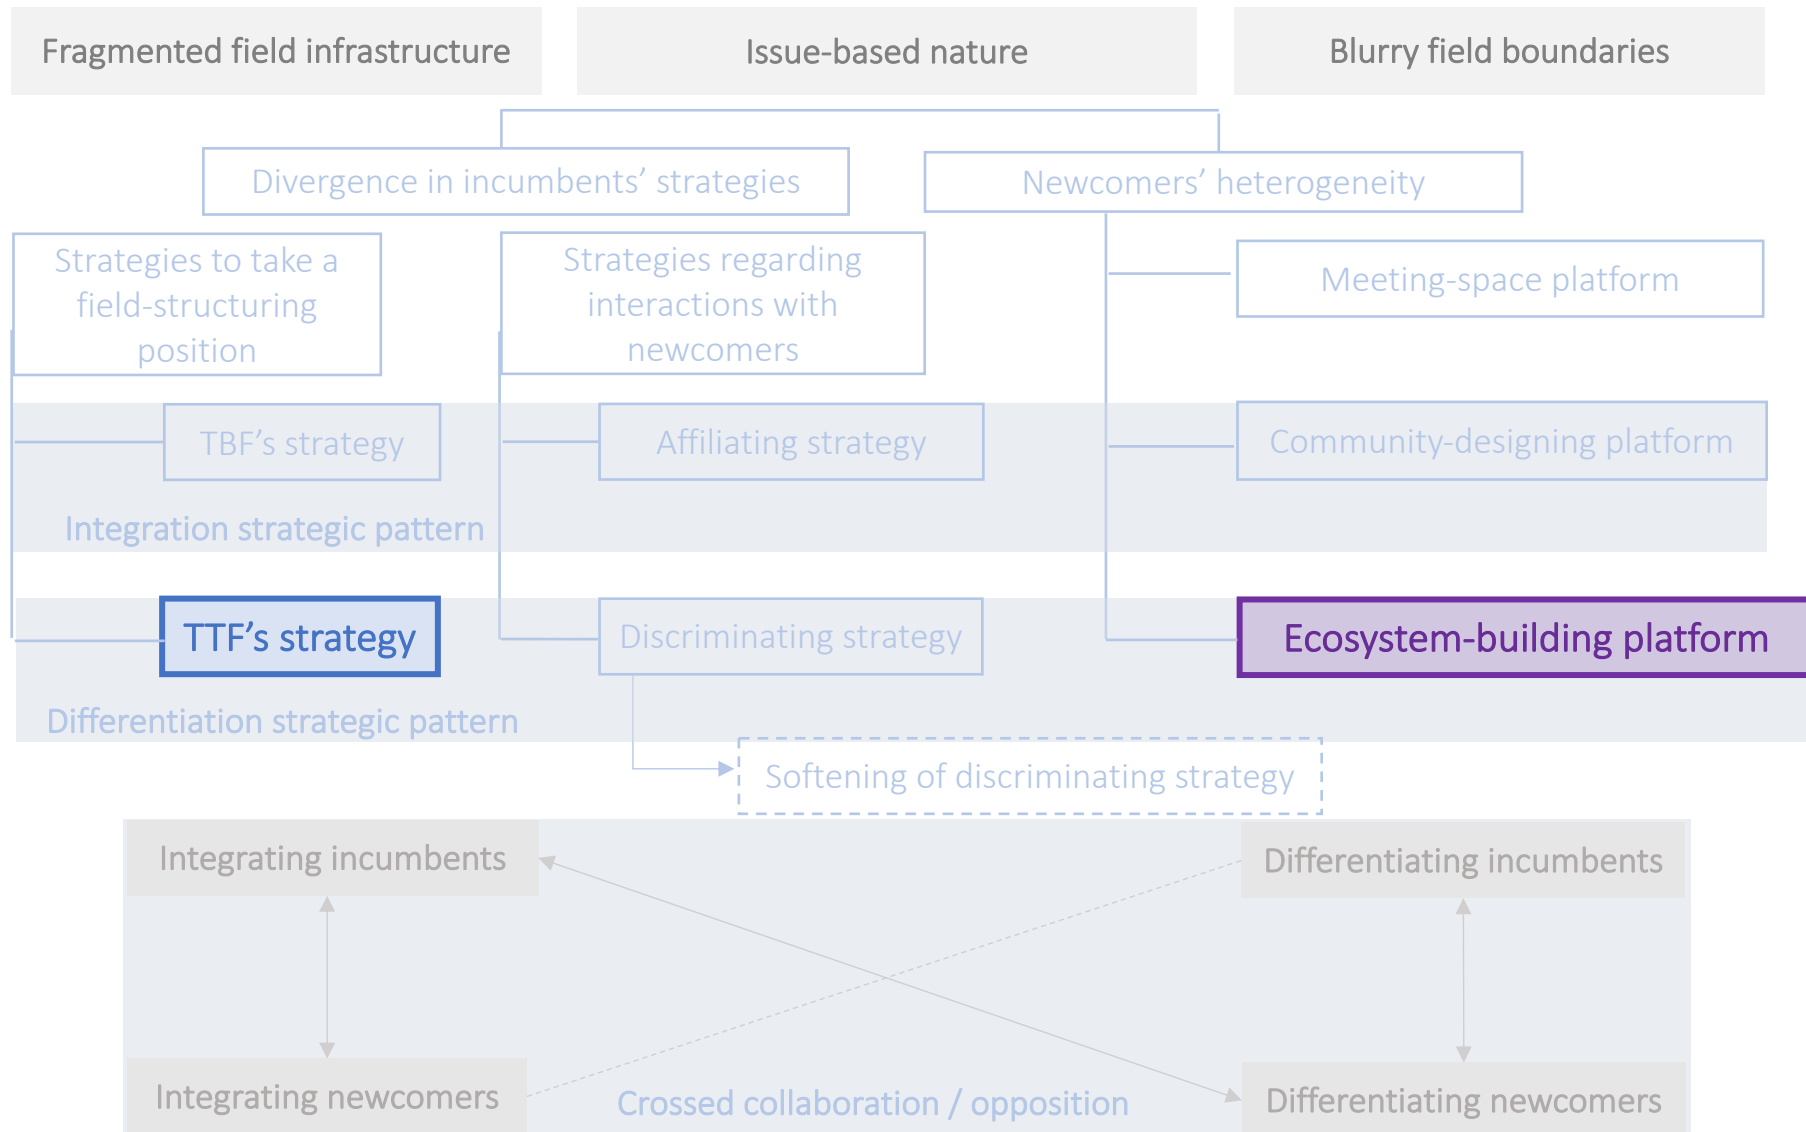 Fragmented field infrastructure
Issue-based nature
Blurry field boundaries
Divergence in incumbents’ strategies
Newcomers’ heterogeneity
Strategies to take a
field-structuring
position
Strategies regarding
interactions with
newcomers
Meeting-space platform
TBF’s strategy
Affiliating strategy
Community-designing platform
Integration strategic pattern
TTF’s strategy
Discriminating strategy
Ecosystem-building platform
Differentiation strategic pattern
Softening of discriminating strategy
Integrating incumbents
Differentiating incumbents
Integrating newcomers
Crossed collaboration / opposition
Differentiating newcomers